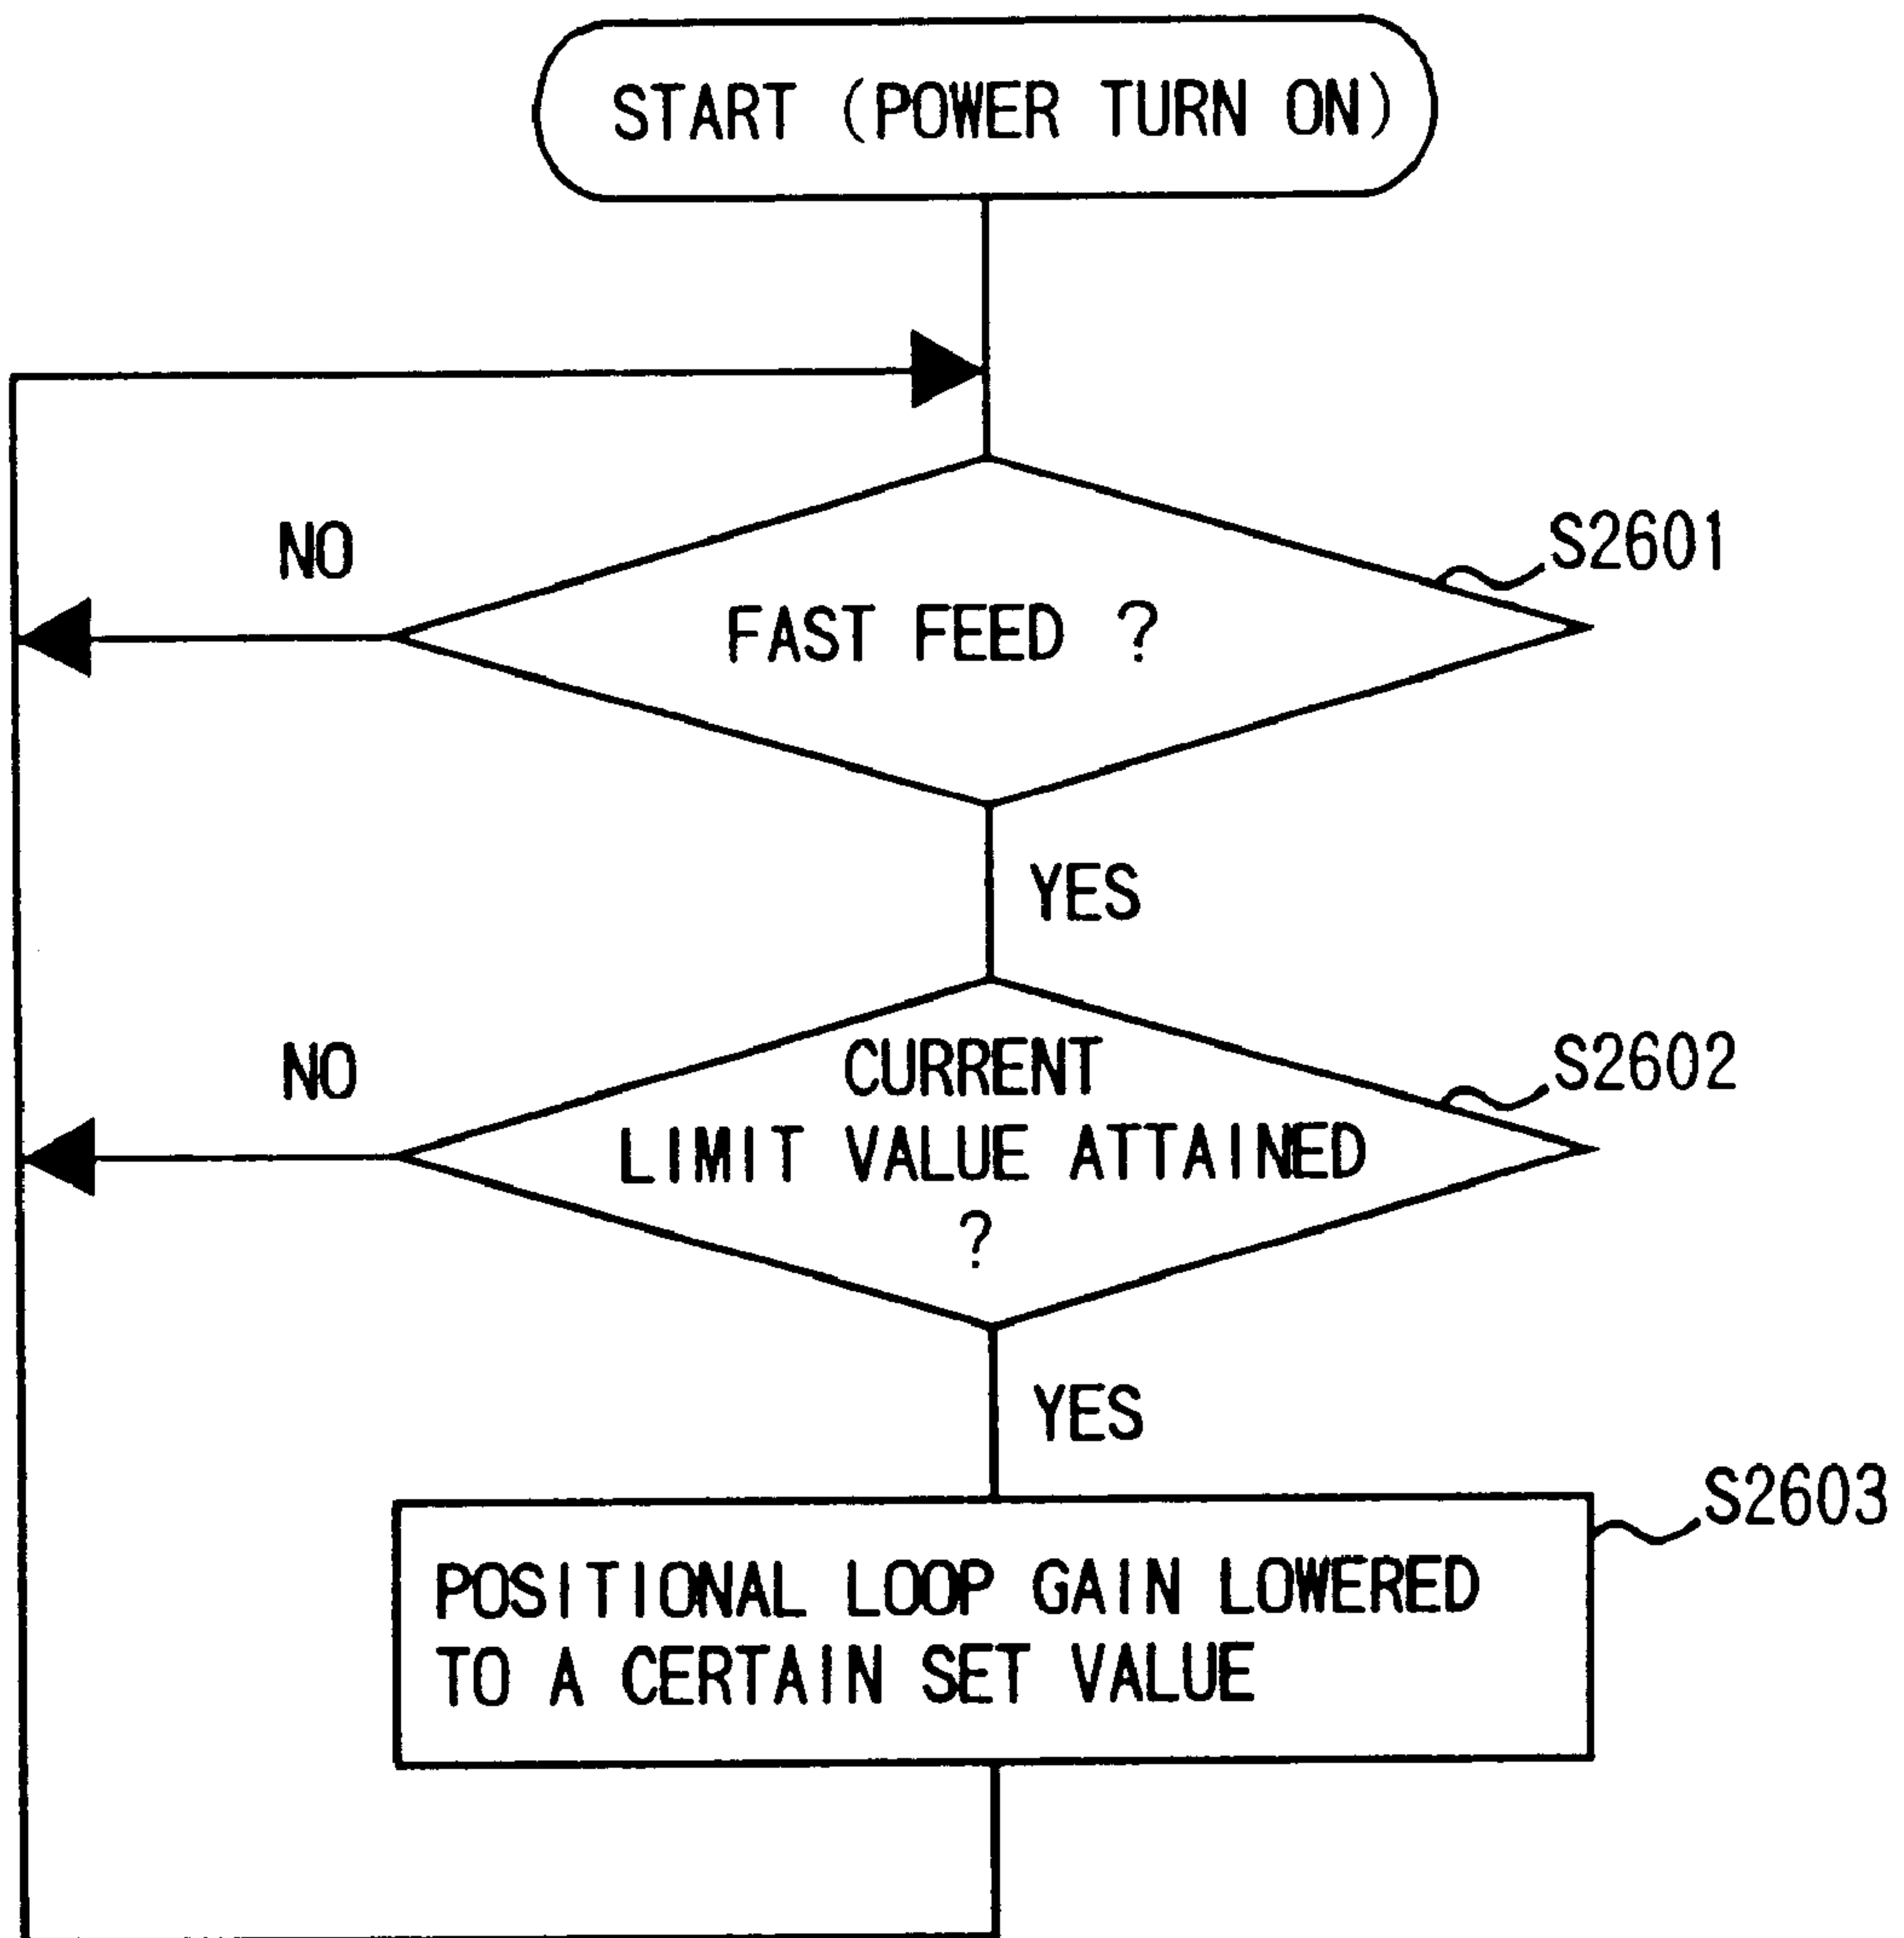 START (POWER TURN ON)
NO
S2601
FAST FEED ?
YES
NO
CURRENT
S2602
LIMIT VALUE ATTAINED
?
YES
S2603
POSITIONAL LOOP GAIN LOWERED
TO A CERTAIN SET VALUE